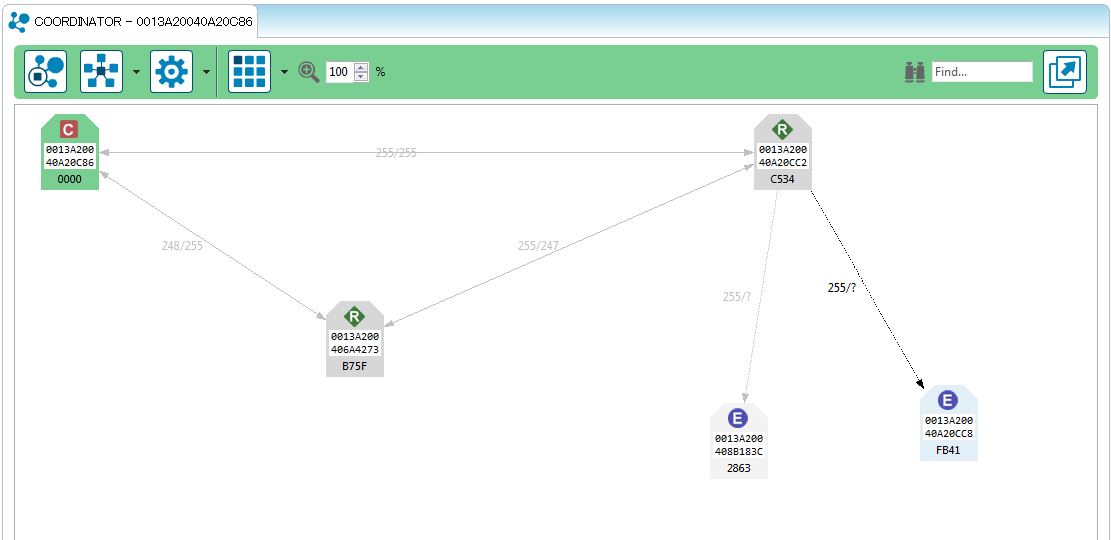 COORDINATOR - 0013A20040A20C86
100 %
Find...
C
0013A200
40A20C86
0000
255/255
R
0013A200
40A20CC2
C534
248/255
255/247
R
0013A200
406A4273
B75F
255/?
255/?
E
0013A200
408B183C
2863
E
0013A200
40A20CC8
FB41